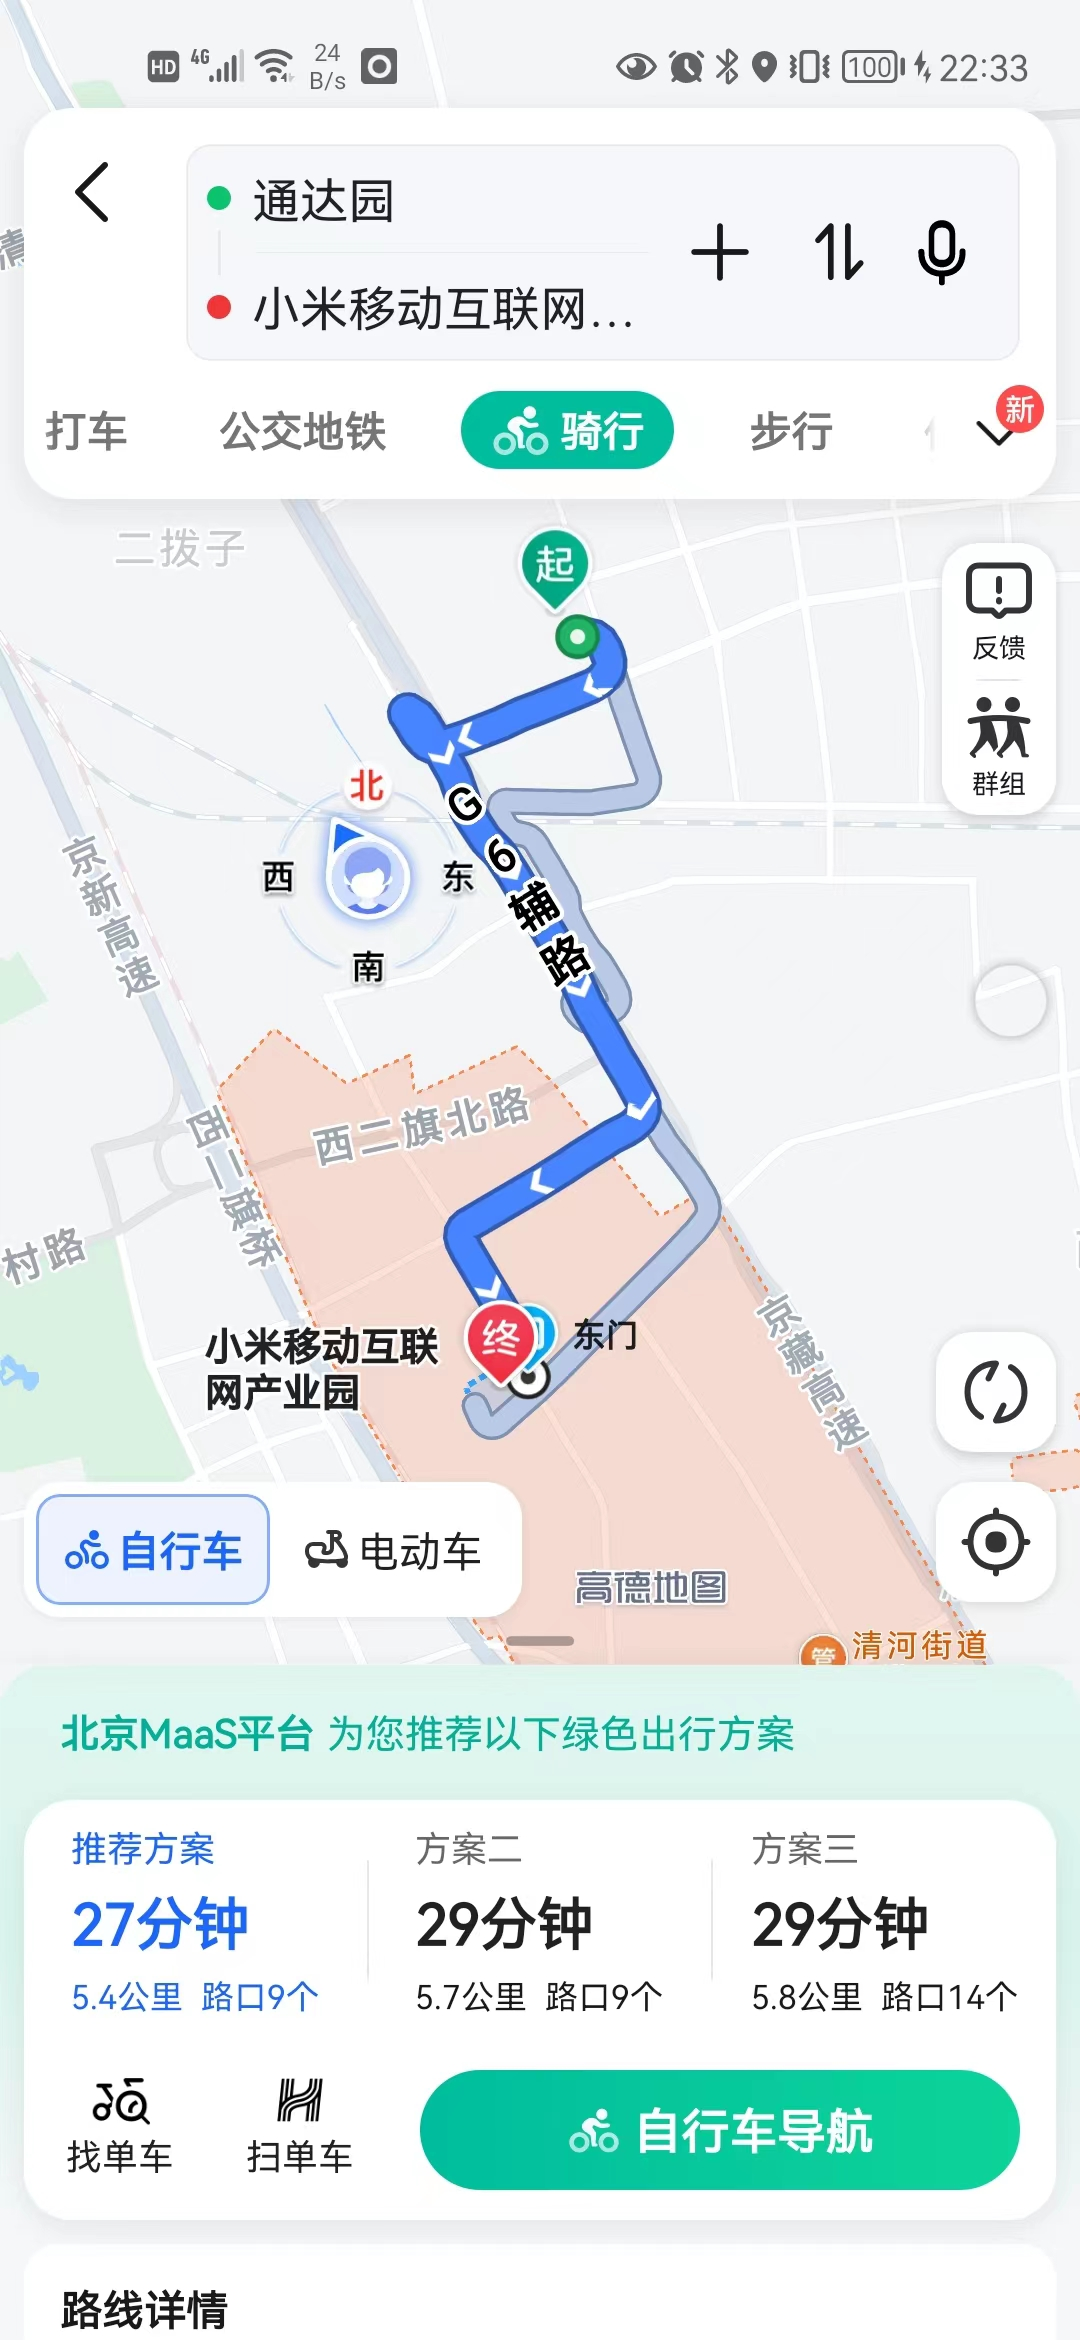 HD 4G 24 B/s 100 22:33
通达园
小米移动互联网...
打车 公交地铁 骑行 步行 新
二拨子
起
反馈
群组
北
西 东
南
G6辅路
京新高速
西二旗北路
西二旗桥
村路
小米移动互联
网产业园
终
东门
京藏高速
自行车 电动车
高德地图
管 清河街道
北京MaaS平台 为您推荐以下绿色出行方案
推荐方案 方案二 方案三
27分钟 29分钟 29分钟
5.4公里 路口9个 5.7公里 路口9个 5.8公里 路口14个
找单车 扫单车 自行车导航
路线详情